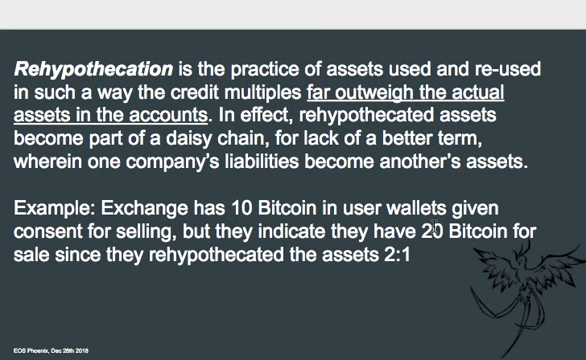 Rehypothecation is the practice of assets used and re-used
in such a way the credit multiples far outweigh the actual
assets in the accounts. In effect, rehypothecated assets
become part of a daisy chain, for lack of a better term,
wherein one company's liabilities become another's assets.
Example: Exchange has 10 Bitcoin in user wallets given
consent for selling, but they indicate they have 20 Bitcoin for
sale since they rehypothecated the assets 2:1
EOS Phoenix, Dec 26th 2018